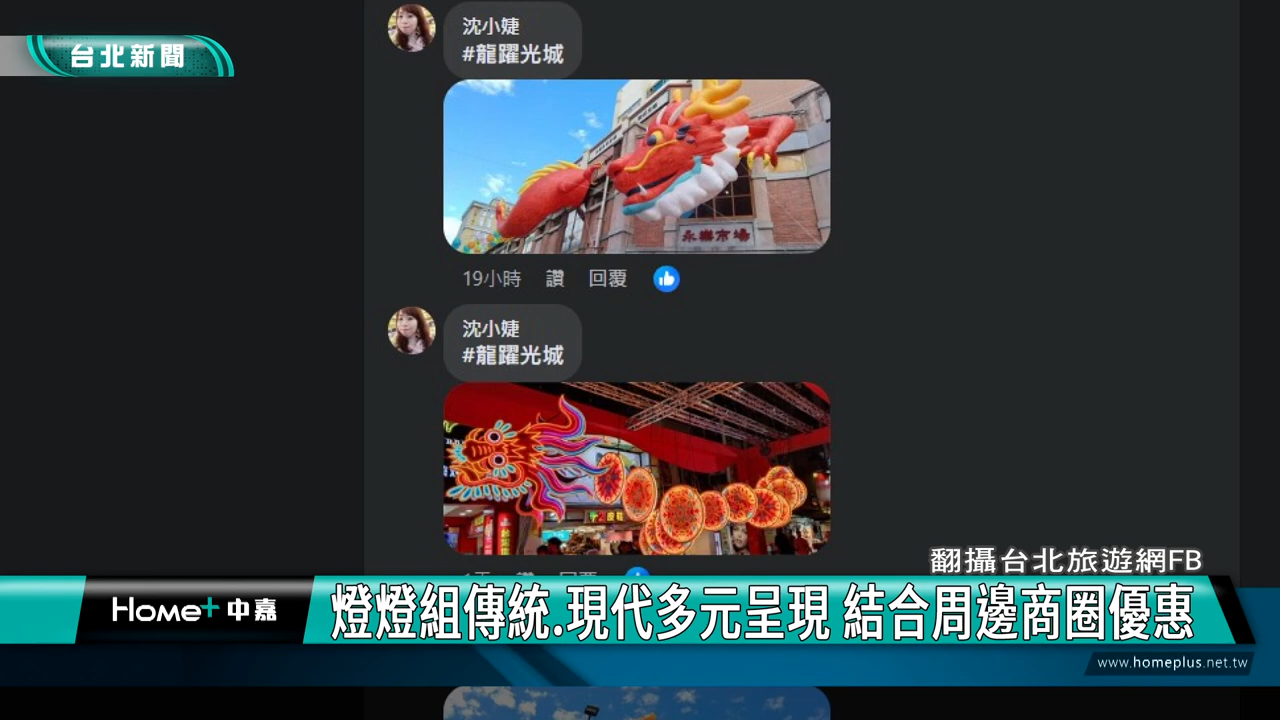 台北新聞
沈小婕
#龍躍光城
永樂市場
19小時 讚 回覆
沈小婕
#龍躍光城
翻攝台北旅遊網FB
Home+中嘉
燈燈組傳統.現代多元呈現 結合周邊商圈優惠
www.homeplus.net.tw